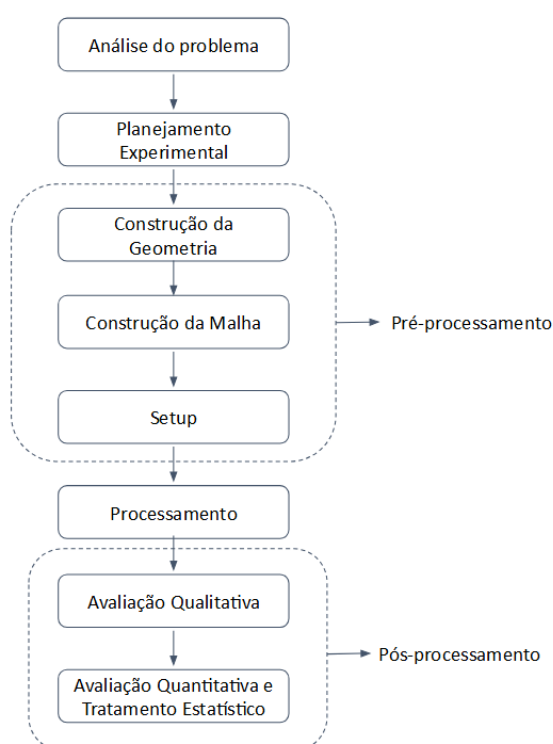 Análise do problema
Planejamento
Experimental
Construção da
Geometria
Construção da Malha
Pré-processamento
Setup
Processamento
Avaliação Qualitativa
Pós-processamento
Avaliação Quantitativa e
Tratamento Estatístico